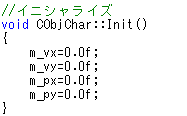 //イニシャライズ
void CObjChar::Init()
{
    m_vx=0.0f;
    m_vy=0.0f;
    m_px=0.0f;
    m_py=0.0f;
}